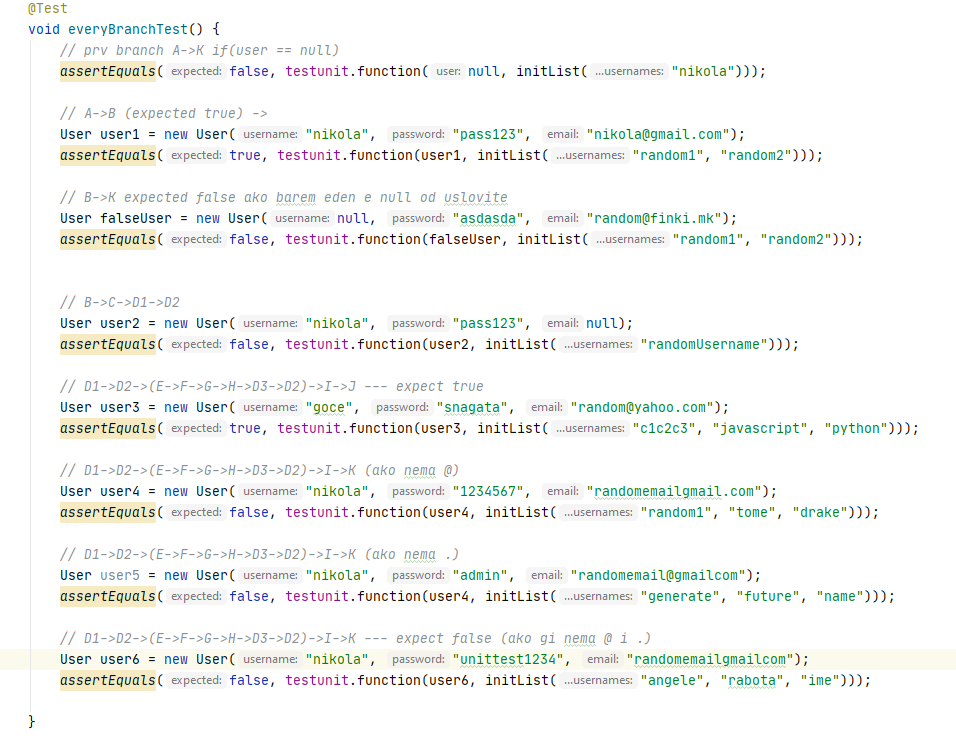 @Test
void everyBranchTest() {
// prv branch A->K if(user == null)
assertEquals( expected: false, testunit.function( user: null, initList( ...usernames: "nikola")));
// A->B (expected true) ->
User user1 = new User( username: "nikola", password: "pass123", email: "nikola@gmail.com");
assertEquals( expected: true, testunit.function(user1, initList( ...usernames: "random1", "random2")));
// B->K expected false ako barem eden e null od uslovite
User falseUser = new User( username: null, password: "asdasda", email: "random@finki.mk");
assertEquals( expected: false, testunit.function(falseUser, initList( ...usernames: "random1", "random2")));
// B->C->D1->D2
User user2 = new User( username: "nikola", password: "pass123", email: null);
assertEquals( expected: false, testunit.function(user2, initList( ...usernames: "randomUsername")));
// D1->D2->(E->F->G->H->D3->D2)->I->J --- expect true
User user3 = new User( username: "goce", password: "snagata", email: "random@yahoo.com");
assertEquals( expected: true, testunit.function(user3, initList( ...usernames: "c1c2c3", "javascript", "python")));
// D1->D2->(E->F->G->H->D3->D2)->I->K (ako nema @)
User user4 = new User( username: "nikola", password: "1234567", email: "randomemailgmail.com");
assertEquals( expected: false, testunit.function(user4, initList( ...usernames: "random1", "tome", "drake")));
// D1->D2->(E->F->G->H->D3->D2)->I->K (ako nema .)
User user5 = new User( username: "nikola", password: "admin", email: "randomemail@gmailcom");
assertEquals( expected: false, testunit.function(user4, initList( ...usernames: "generate", "future", "name")));
// D1->D2->(E->F->G->H->D3->D2)->I->K --- expect false (ako gi nema @ i .)
User user6 = new User( username: "nikola", password: "unittest1234", email: "randomemailgmailcom");
assertEquals( expected: false, testunit.function(user6, initList( ...usernames: "angele", "rabota", "ime")));
}